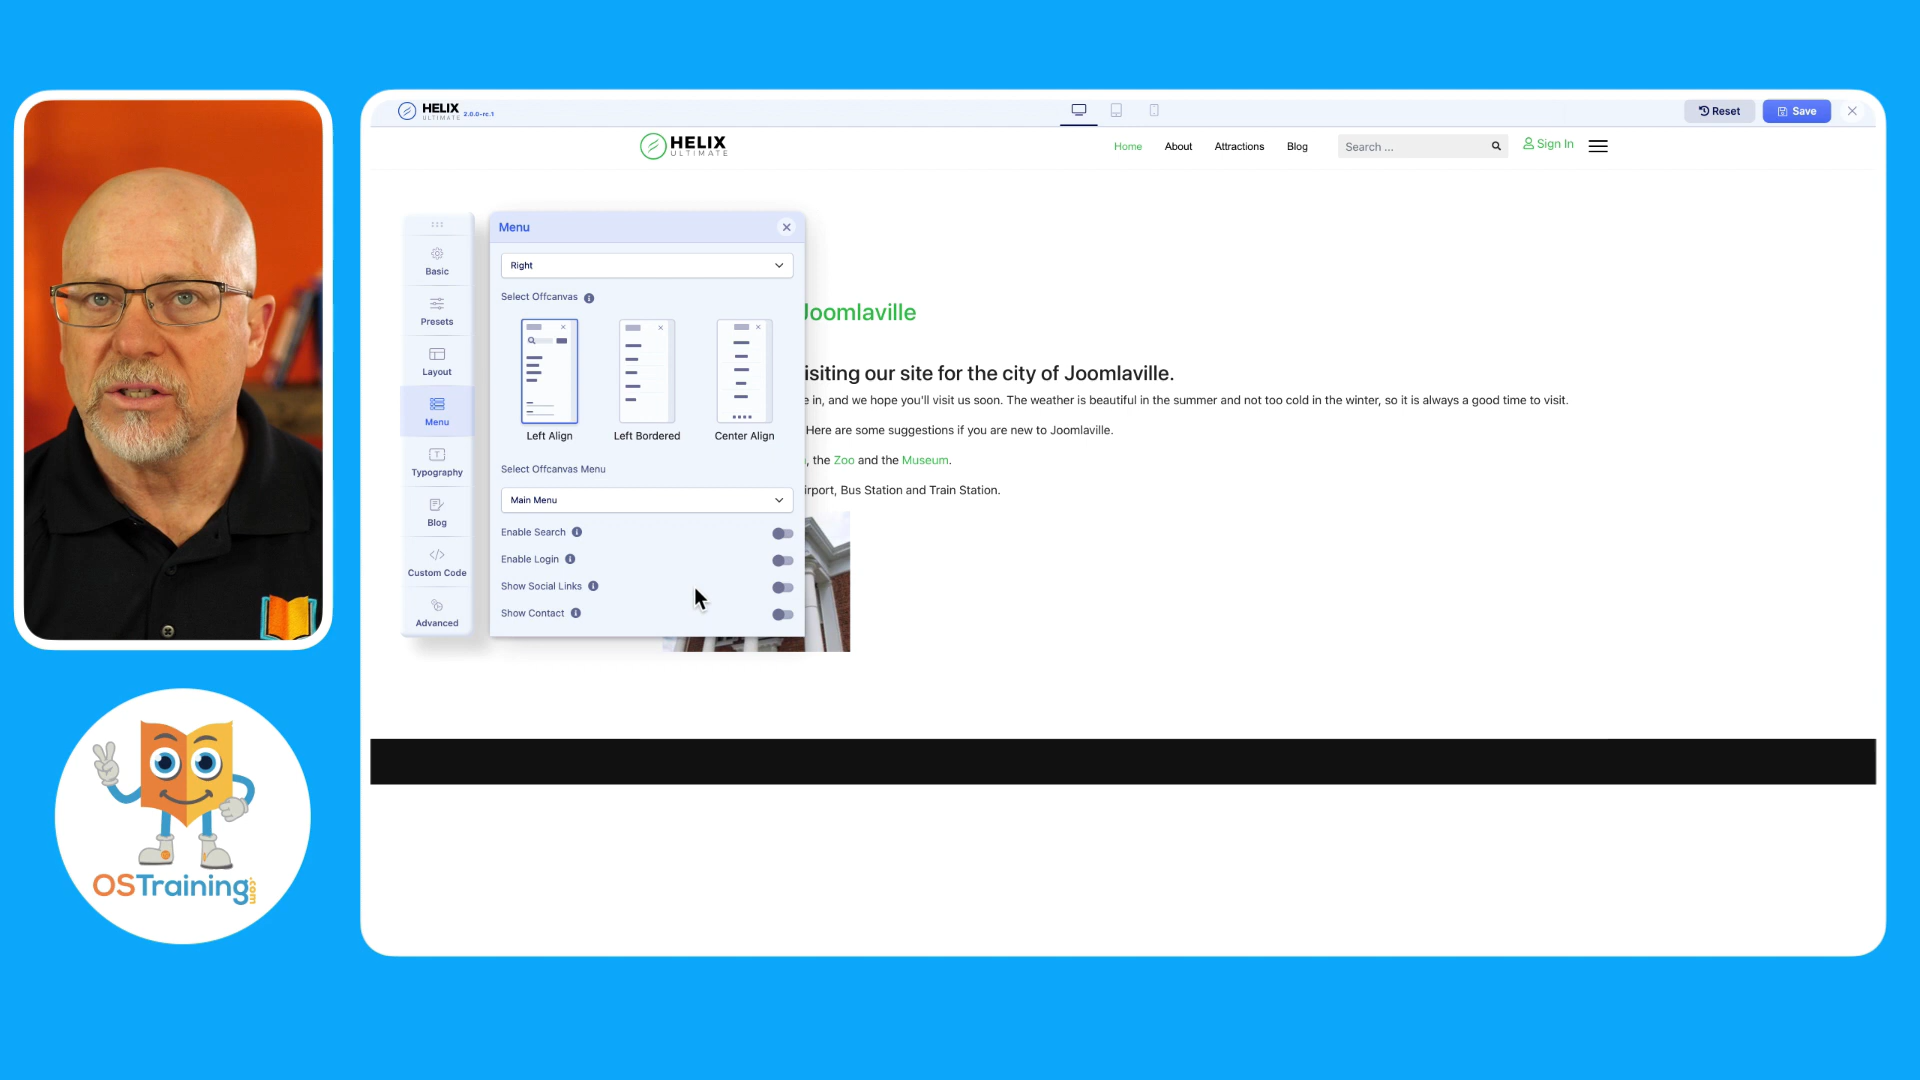 HELIX
ULTIMATE 2.0.0-rc.1
Reset
Save
HELIX
ULTIMATE
Home
About
Attractions
Blog
Search ...
Sign In
Basic
Presets
Layout
Menu
Typography
Blog
Custom Code
Advanced
Menu
Right
Select Offcanvas
Left Align
Left Bordered
Center Align
Select Offcanvas Menu
Main Menu
Enable Search
Enable Login
Show Social Links
Show Contact
Joomlaville
isiting our site for the city of Joomlaville.
e in, and we hope you'll visit us soon. The weather is beautiful in the summer and not too cold in the winter, so it is always a good time to visit.
Here are some suggestions if you are new to Joomlaville.
, the Zoo and the Museum.
irport, Bus Station and Train Station.
OSTraining.com